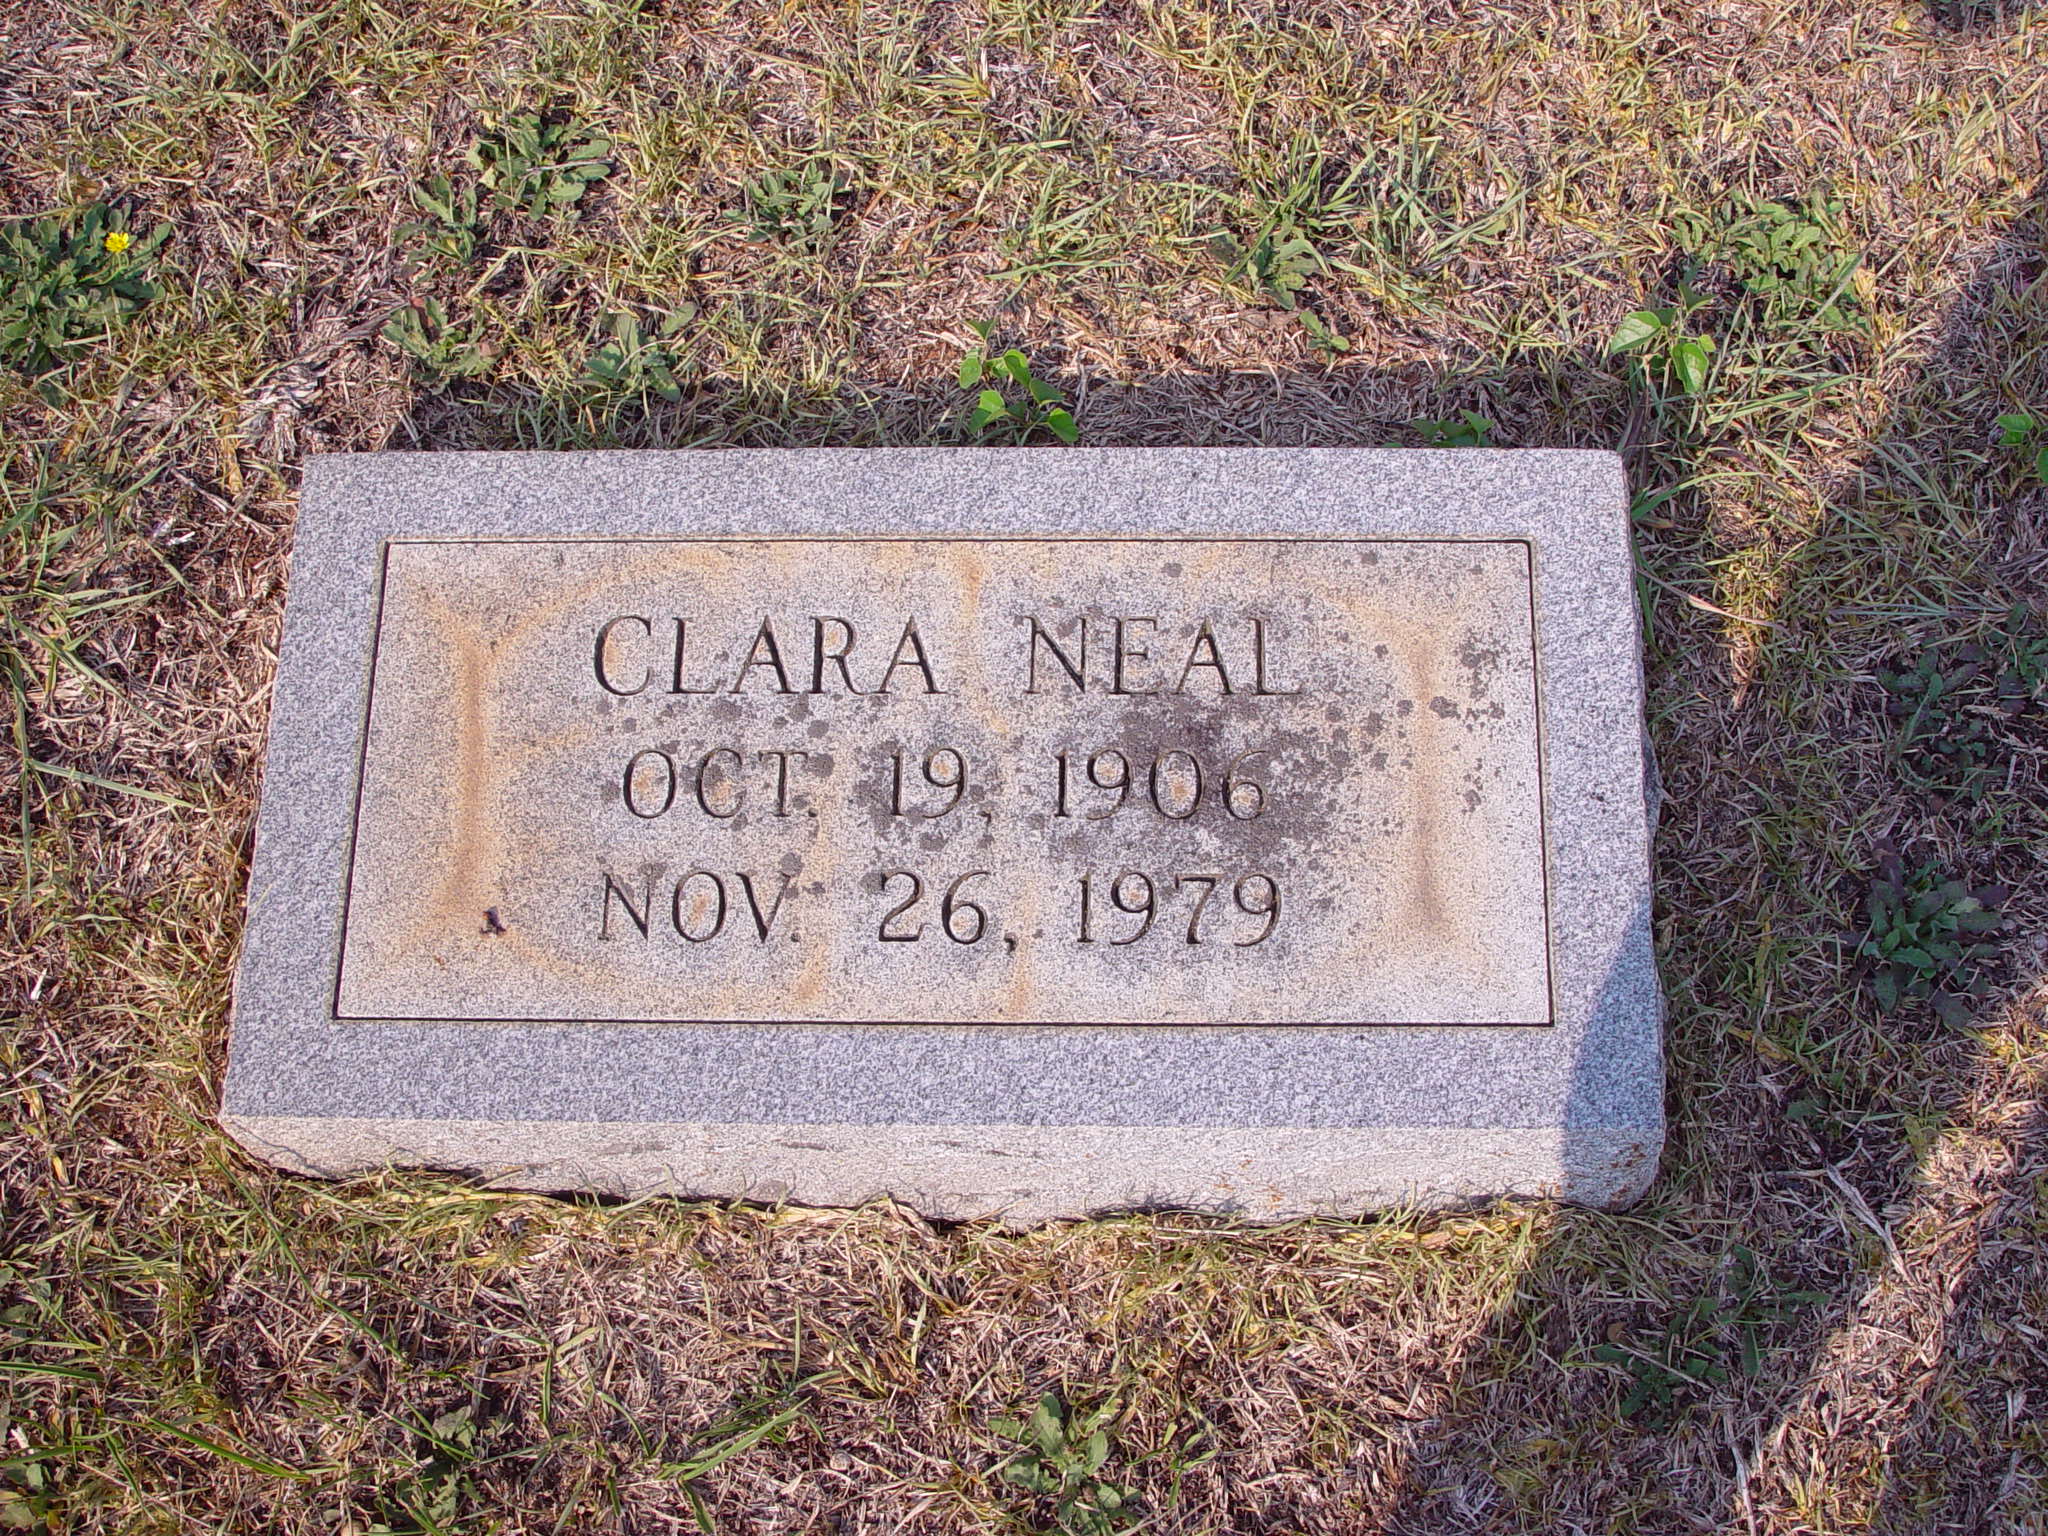 CLARA NEAL
OCT. 19, 1906
NOV. 26, 1979